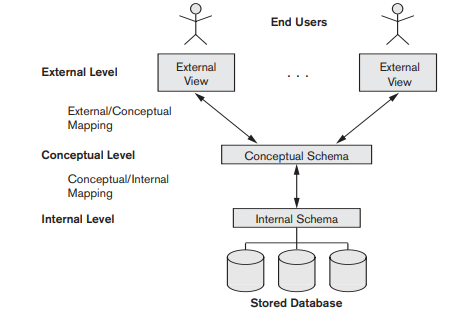 End Users
External Level
External
View
. . .
External
View
External/Conceptual
Mapping
Conceptual Level
Conceptual Schema
Conceptual/Internal
Mapping
Internal Level
Internal Schema
Stored Database